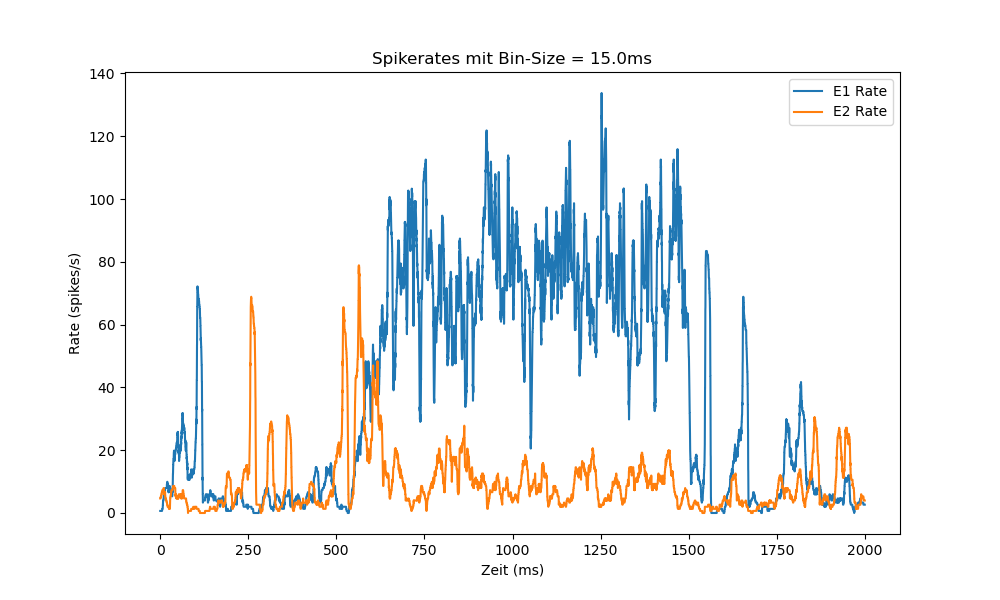 Spikerates mit Bin-Size = 15.0ms
E1 Rate
E2 Rate
Rate (spikes/s)
140
120
100
80
60
40
20
0
0 250 500 750 1000 1250 1500 1750 2000
Zeit (ms)